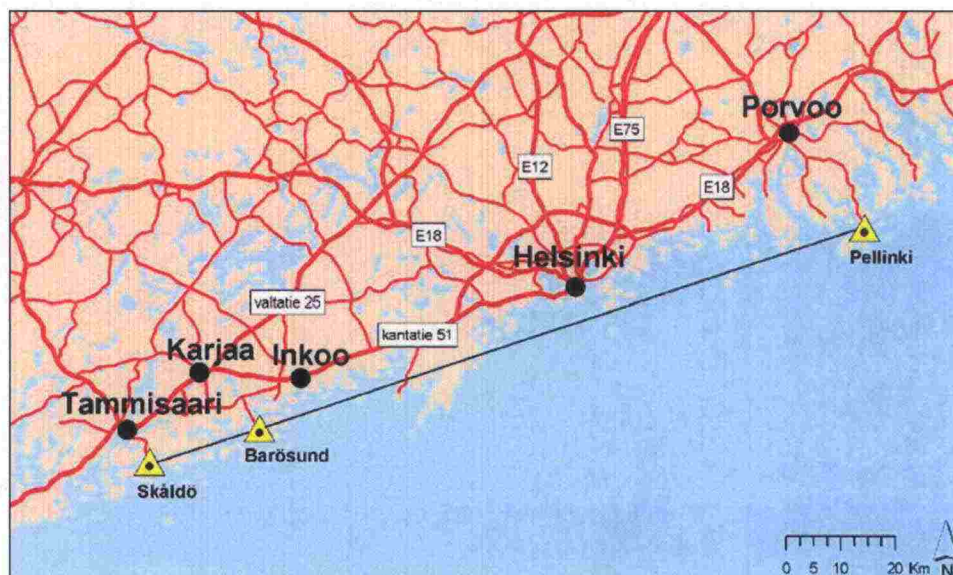 Porvoo
E75
E12
E18
E18
Helsinki
Pellinki
valtatie 25
kantatie 51
Karjaa
Inkoo
Tammisaari
Barösund
Skåldö
0 5 10 20 Km
N